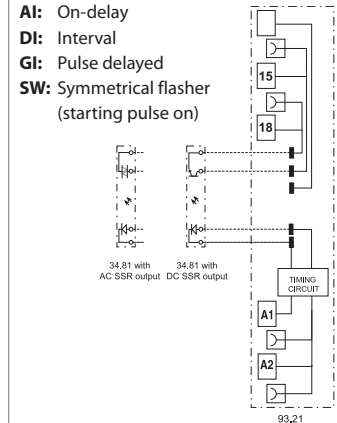 AI: On-delay
DI: Interval
GI: Pulse delayed
SW: Symmetrical flasher
(starting pulse on)
15
18
34.81 with
AC SSR output
34.81 with
DC SSR output
TIMING
CIRCUIT
A1
A2
93.21